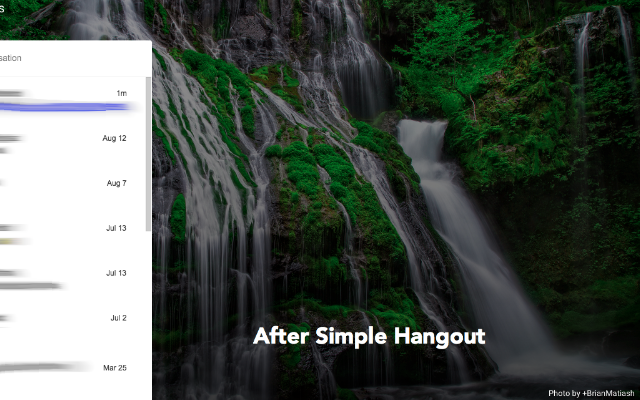 sation
1m
Aug 12
Aug 7
Jul 13
Jul 13
Jul 2
Mar 25
After Simple Hangout
Photo by +BrianMatiash